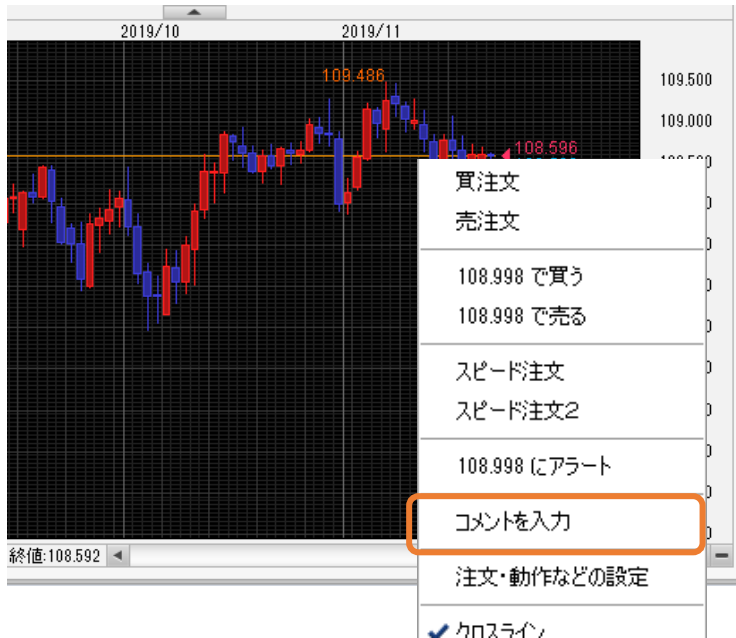 2019/10
2019/11
109.486
109.500
109.000
108.596
買注文
売注文
108.998 で買う
108.998 で売る
スピード注文
スピード注文2
108.998 にアラート
コメントを入力
終値:108.592
注文・動作などの設定
クロスライン